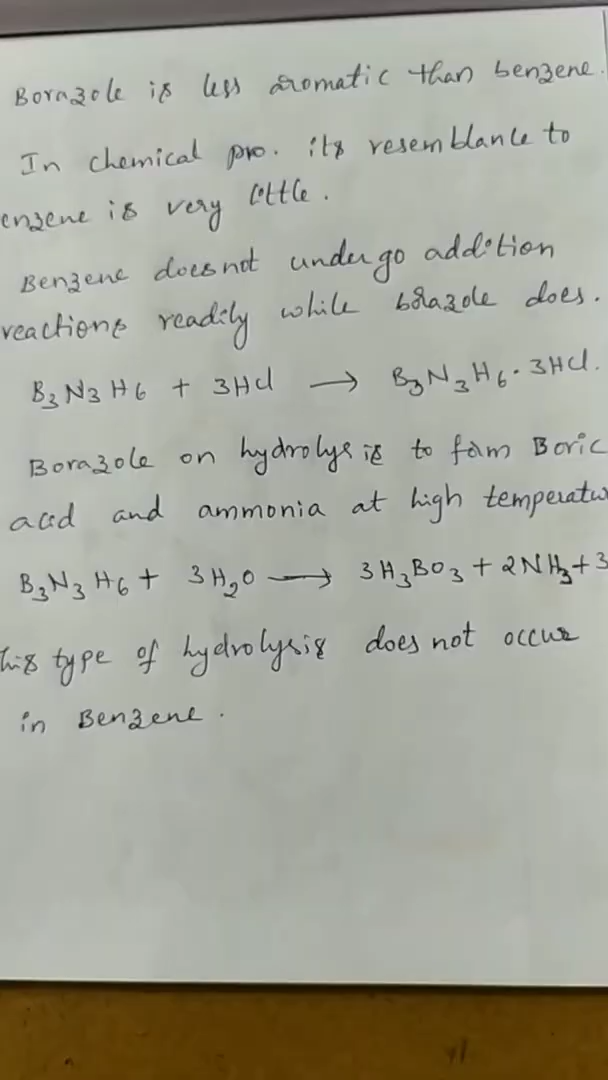 Borazole is less aromatic than benzene.
In chemical pro. its resemblance to
enzene is very little.
Benzene doesnot undergo addition
reactions readily while brazole does.
B₃N₃H6 + 3HCl → B₃N₃H₆·3HCl.
Borazole on hydrolysis to form Boric
acid and ammonia at high temperatu
B₃N₃H₆ + 3H₂O → 3H₃BO₃ + 2NH₃+3
his type of hydrolysis does not occur
in Benzene.